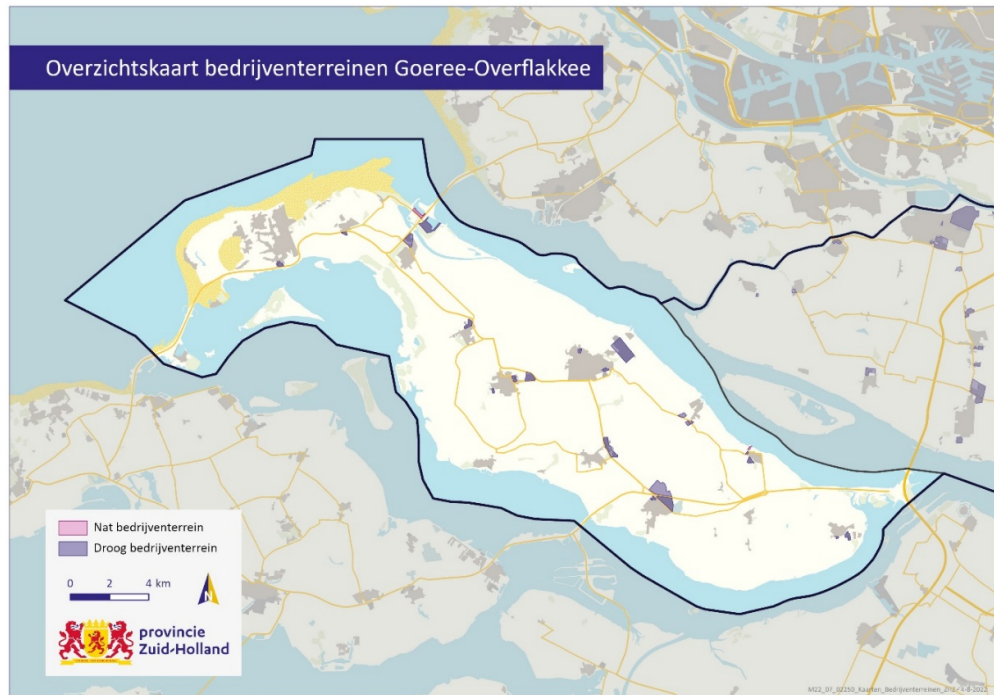 Overzichtskaart bedrijventerreinen Goeree-Overflakkee
Nat bedrijventerrein
Droog bedrijventerrein
0 2 4 km
N
provincie
Zuid-Holland